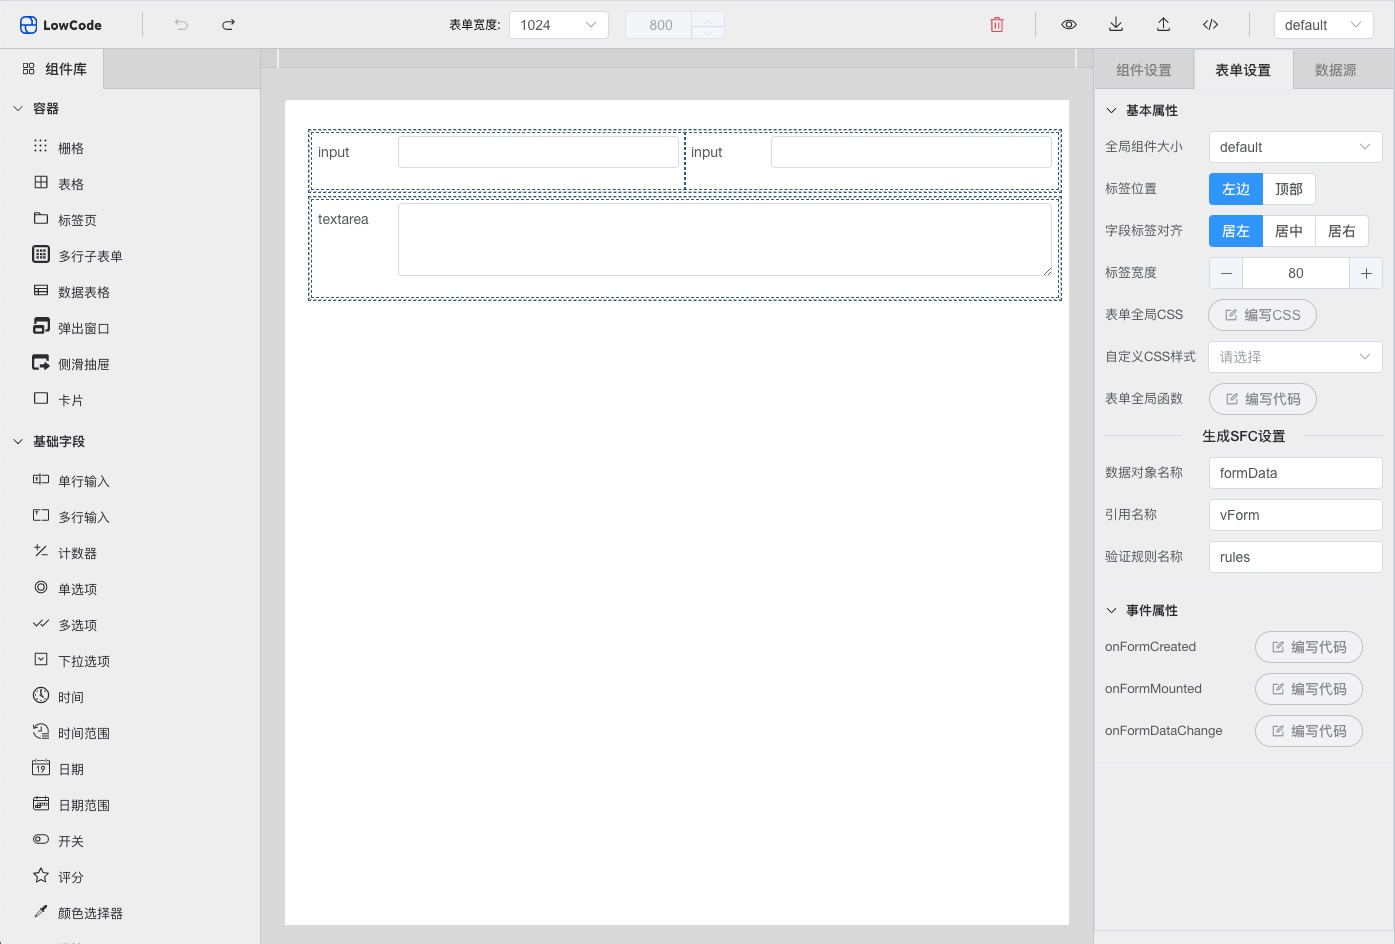 LowCode
表单宽度:
1024
800
default
组件库
容器
栅格
表格
标签页
多行子表单
数据表格
弹出窗口
侧滑抽屉
卡片
基础字段
单行输入
多行输入
计数器
单选项
多选项
下拉选项
时间
时间范围
19
日期
日期范围
开关
评分
颜色选择器
input
input
textarea
组件设置
表单设置
数据源
基本属性
全局组件大小
default
标签位置
左边
顶部
字段标签对齐
居左
居中
居右
标签宽度
80
表单全局CSS
编写CSS
自定义CSS样式
请选择
表单全局函数
编写代码
生成SFC设置
数据对象名称
formData
引用名称
vForm
验证规则名称
rules
事件属性
onFormCreated
编写代码
onFormMounted
编写代码
onFormDataChange
编写代码